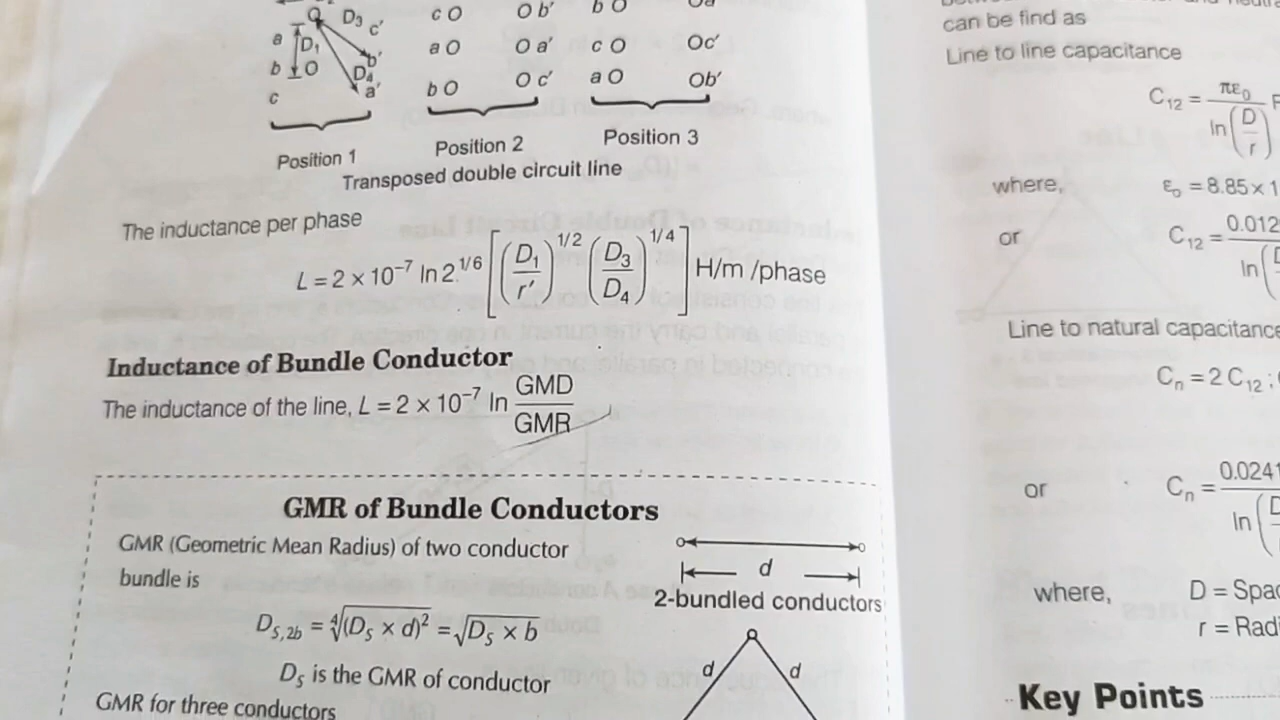 Q D₃ c'
a D₁
b O D₄ b'
a'
c
c O O b' b O
a O O a' c O Oc'
b O O c' a O Ob'
Position 1 Position 2 Position 3
Transposed double circuit line
The inductance per phase
L = 2 × 10⁻⁷ ln 2^1/6 [(D₁/r')^1/2 (D₃/D₄)^1/4] H/m /phase
Inductance of Bundle Conductor
The inductance of the line, L = 2 × 10⁻⁷ ln GMD/GMR
GMR of Bundle Conductors
GMR (Geometric Mean Radius) of two conductor
bundle is
d
2-bundled conductors
D_S,2b = ⁴√(D_S × d)² = √D_S × b
D_S is the GMR of conductor
d d
GMR for three conductors
can be find as
Line to line capacitance
C₁₂ = πε₀/ln(D/r)
where, ε₀ = 8.85 × 1
or C₁₂ = 0.012
ln
Line to natural capacitance
Cₙ = 2 C₁₂ ;
or Cₙ = 0.0241
ln
where, D = Spac
r = Radi
Key Points